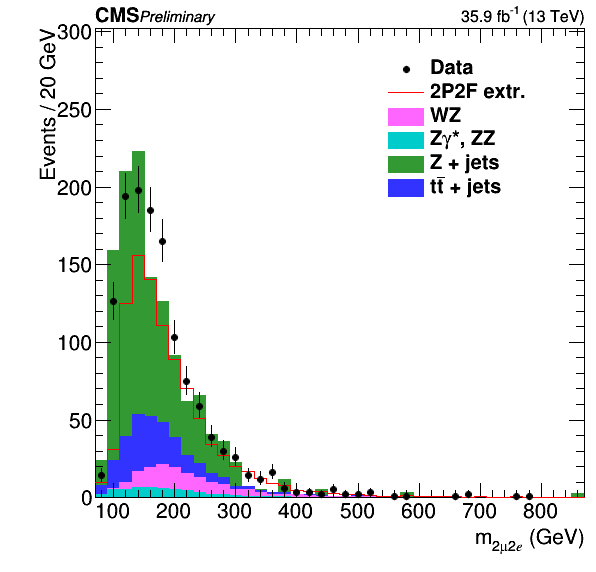 CMS Preliminary 35.9 fb⁻¹ (13 TeV)
Events / 20 GeV
300
250
200
150
100
50
0
Data
2P2F extr.
WZ
Zγ*, ZZ
Z + jets
tt̅ + jets
100 200 300 400 500 600 700 800
m2μ2e (GeV)